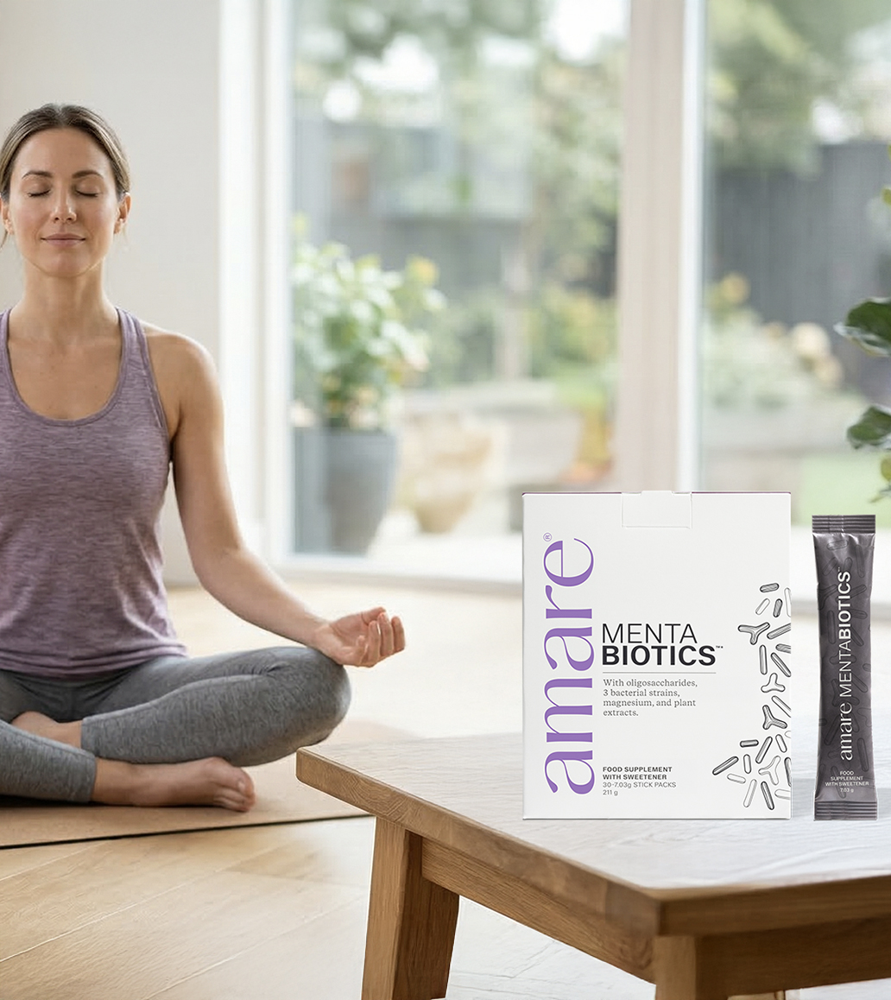 amare®
MENTA
BIOTICS™*
With oligosaccharides,
3 bacterial strains,
magnesium, and plant
extracts.
FOOD SUPPLEMENT
WITH SWEETENER
30-7.03g STICK PACKS
211 g
amare MENTABIOTICS™
FOOD
SUPPLEMENT
WITH SWEETENER
7.03 g